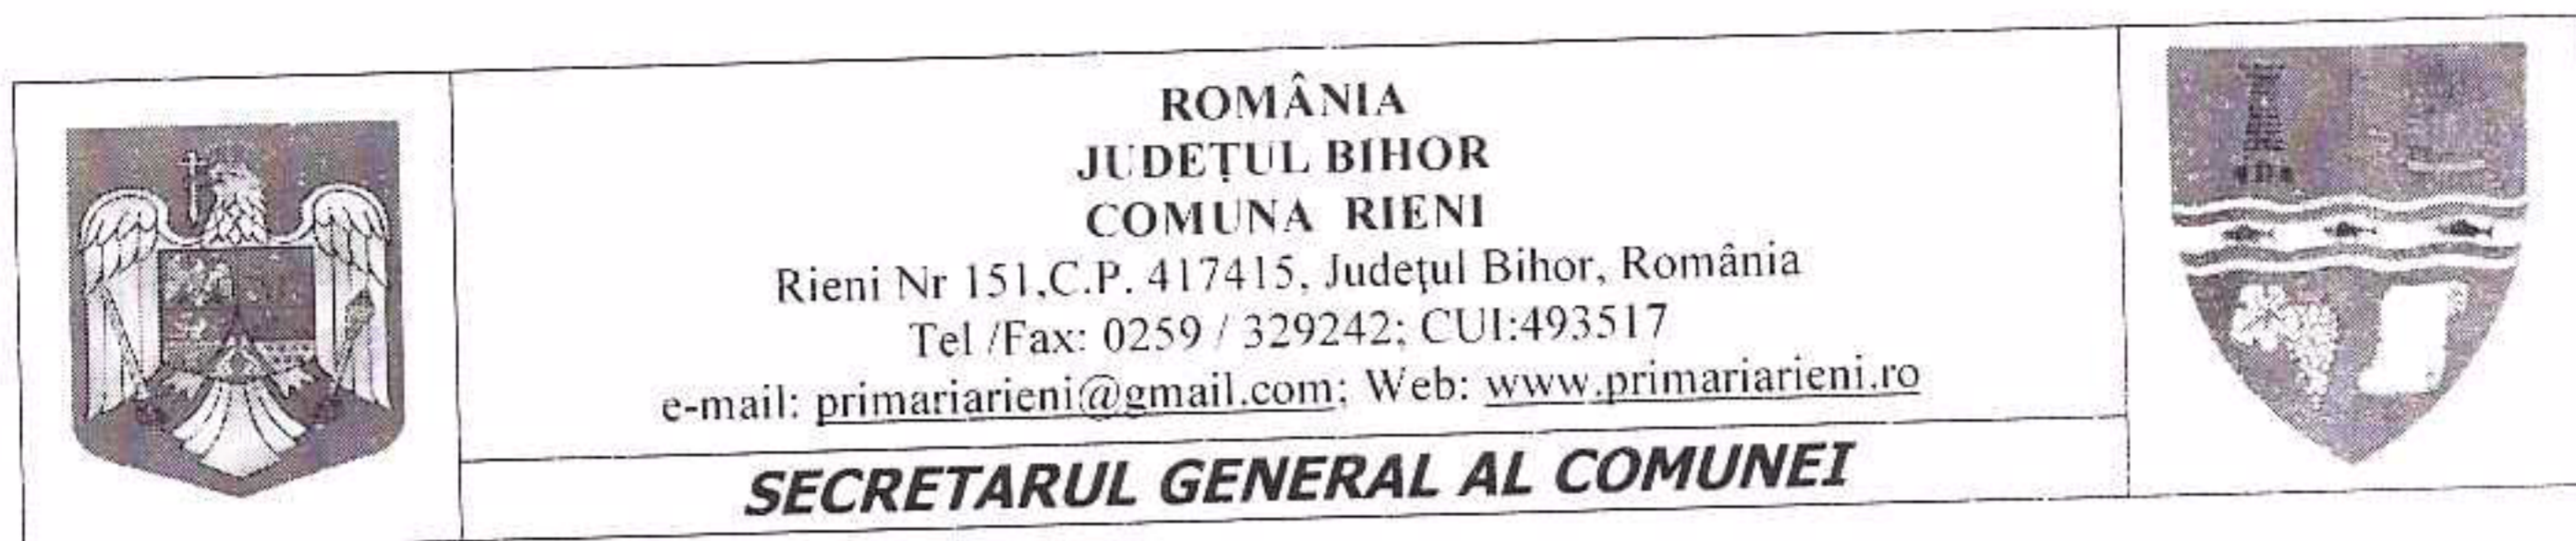 ROMÂNIA
JUDEȚUL BIHOR
COMUNA RIENI
Rieni Nr 151,C.P. 417415, Județul Bihor, România
Tel /Fax: 0259 / 329242; CUI:493517
e-mail: primariarieni@gmail.com; Web: www.primariarieni.ro
SECRETARUL GENERAL AL COMUNEI